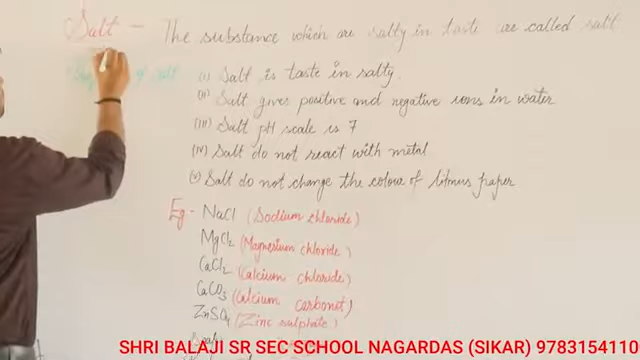 Salt - The substance which are salty in taste are called salt
of salt
(i) Salt is taste in salty.
(ii) Salt gives positive and negative ions in water
(iii) Salt pH scale is 7
(iv) Salt do not react with metal
(v) Salt do not change the colour of litmus paper
Eg- NaCl (Sodium chloride)
MgCl2 (Magnesium chloride)
CaCl2 (Calcium chloride)
CaCO3 (Calcium carbonet)
ZnSO4 (Zinc sulphate)
SHRI BALAJI SR SEC SCHOOL NAGARDAS (SIKAR) 9783154110